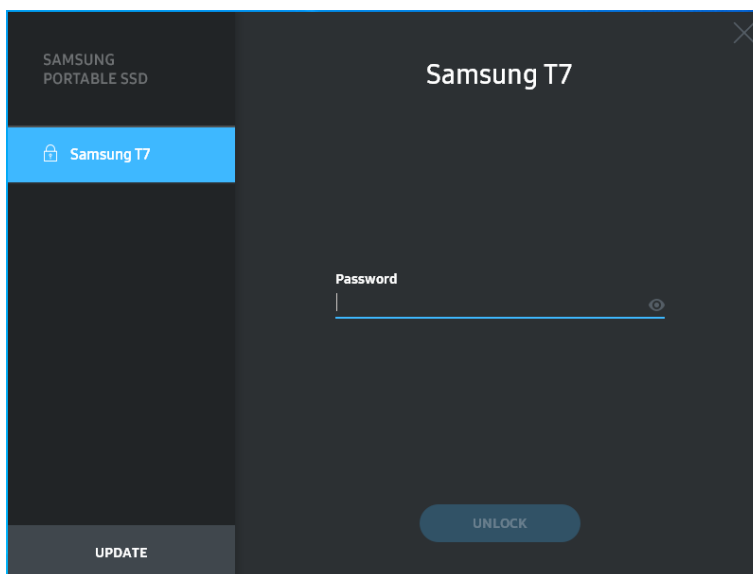 SAMSUNG
PORTABLE SSD
Samsung T7
Samsung T7
Password
UNLOCK
UPDATE